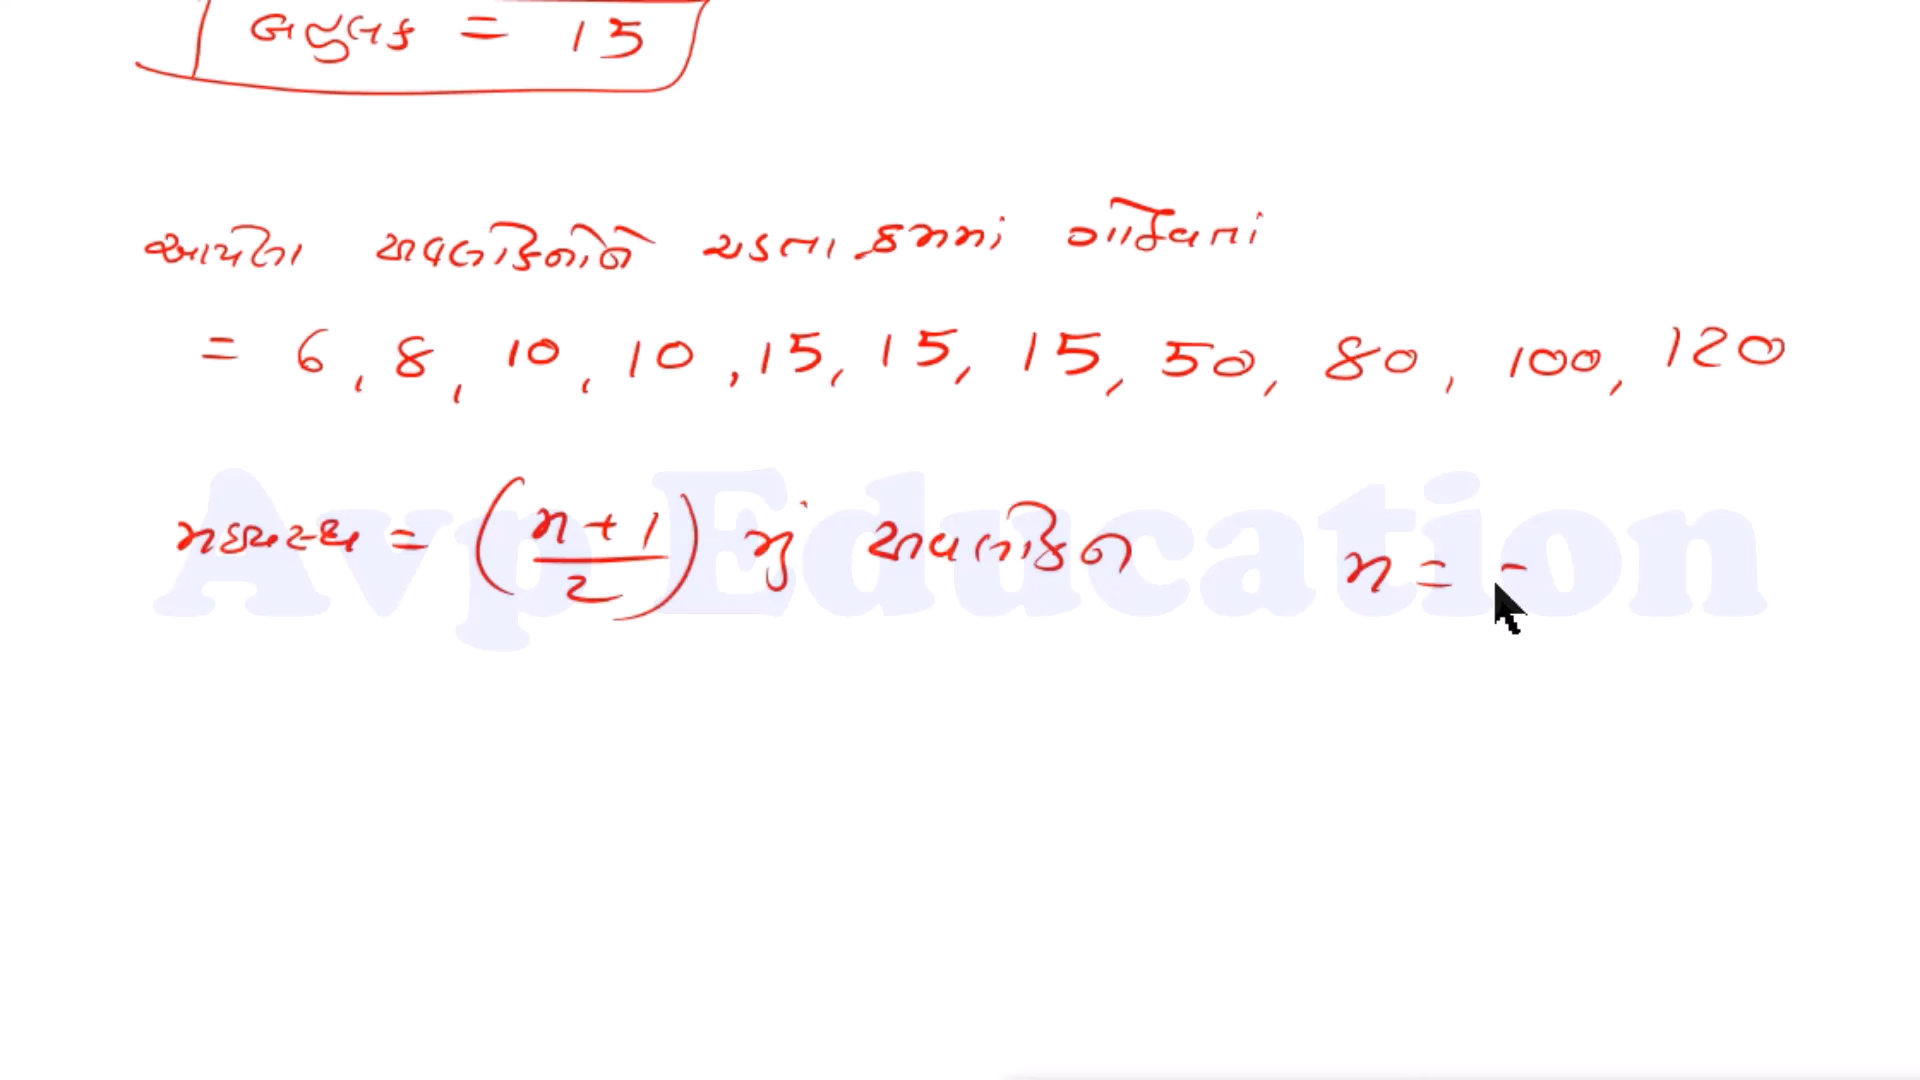 બહુલક = 15
આપેલા અવલોકનોને ચડતા ક્રમમાં ગોઠવતાં
= 6, 8, 10, 10, 15, 15, 15, 50, 80, 100, 120
મધ્યસ્થ = (n+1/2) મું અવલોકન n = -
Avp Education